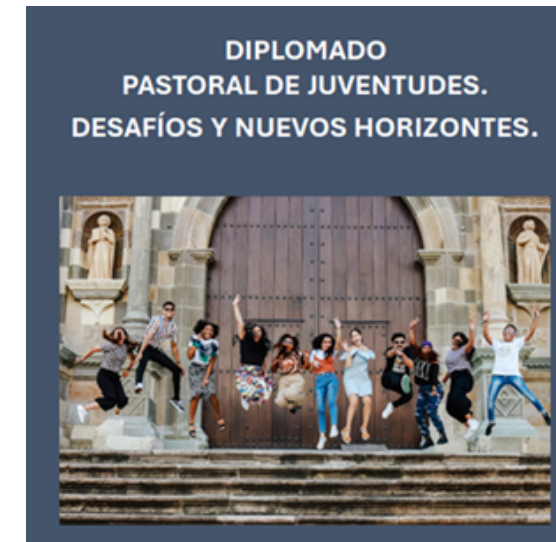 DIPLOMADO
PASTORAL DE JUVENTUDES.
DESAFÍOS Y NUEVOS HORIZONTES.